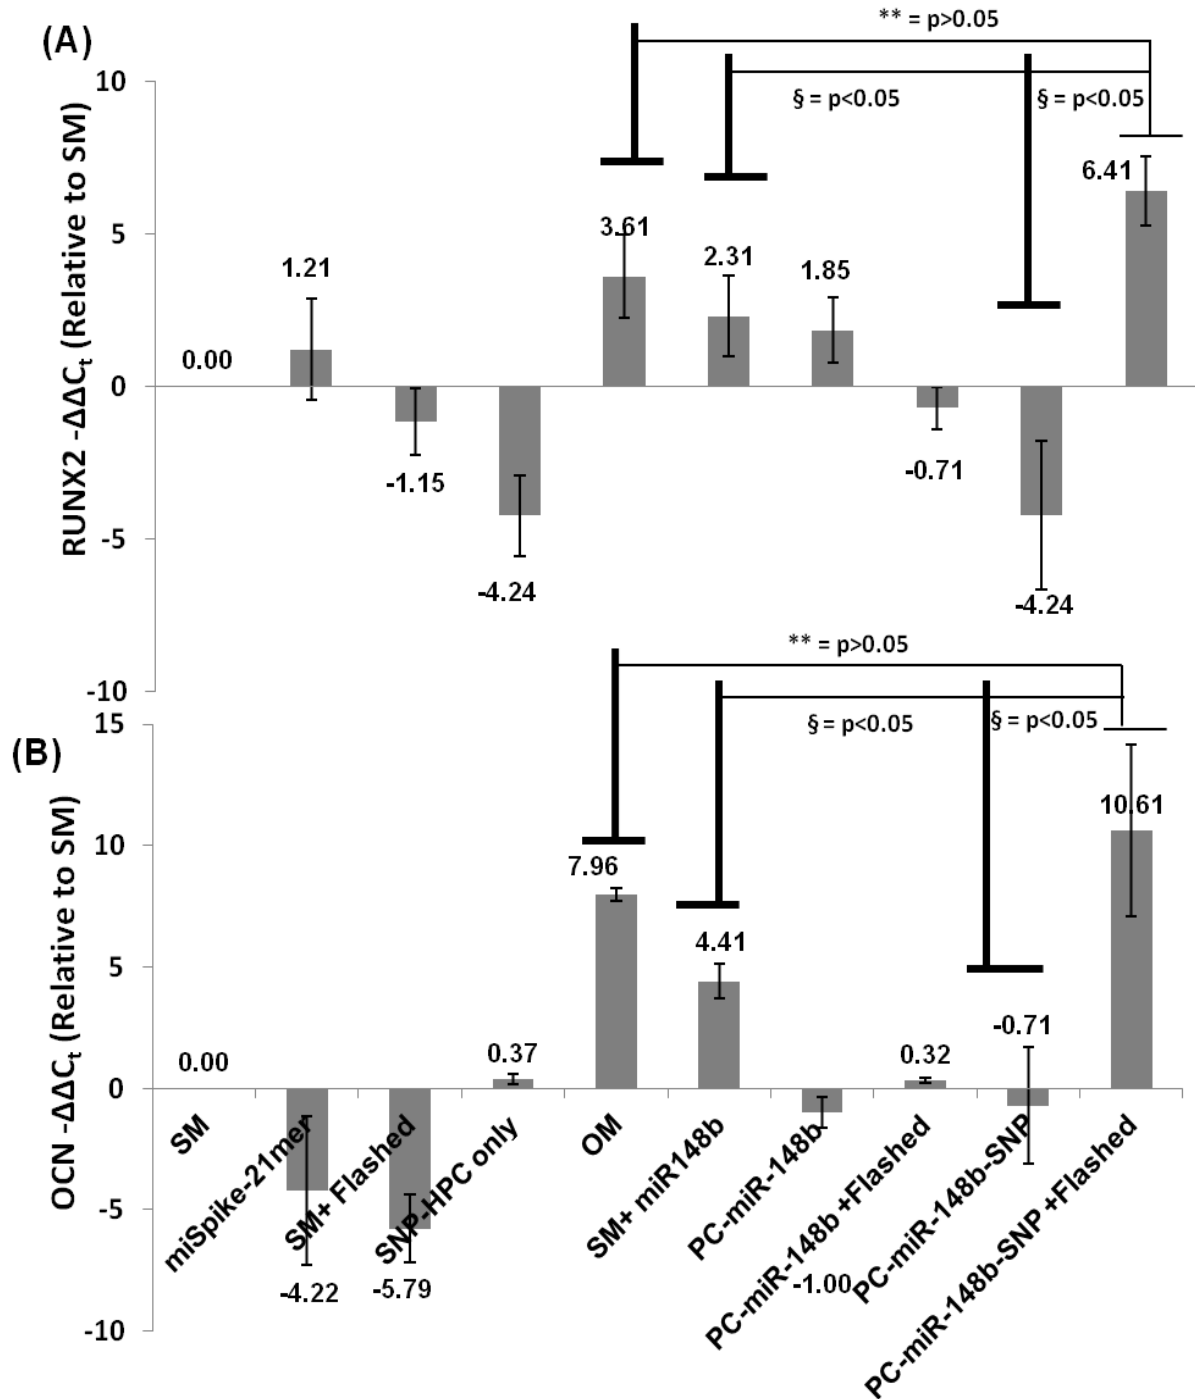 ** = p>0.05
(A)
§ = p<0.05
§ = p<0.05
RUNX2 -ΔΔCt (Relative to SM)
10
5
0
-5
-10
0.00
1.21
-1.15
-4.24
3.61
2.31
1.85
-0.71
-4.24
6.41
** = p>0.05
(B)
§ = p<0.05
§ = p<0.05
OCN -ΔΔCt (Relative to SM)
15
10
5
0
-5
-10
0.00
-4.22
-5.79
0.37
7.96
4.41
-1.00
0.32
-0.71
10.61
SM
miSpike-21mer
SM+ Flashed
SNP-HPC only
OM
SM+ miR148b
PC-miR-148b
PC-miR-148b +Flashed
PC-miR-148b-SNP
PC-miR-148b-SNP +Flashed